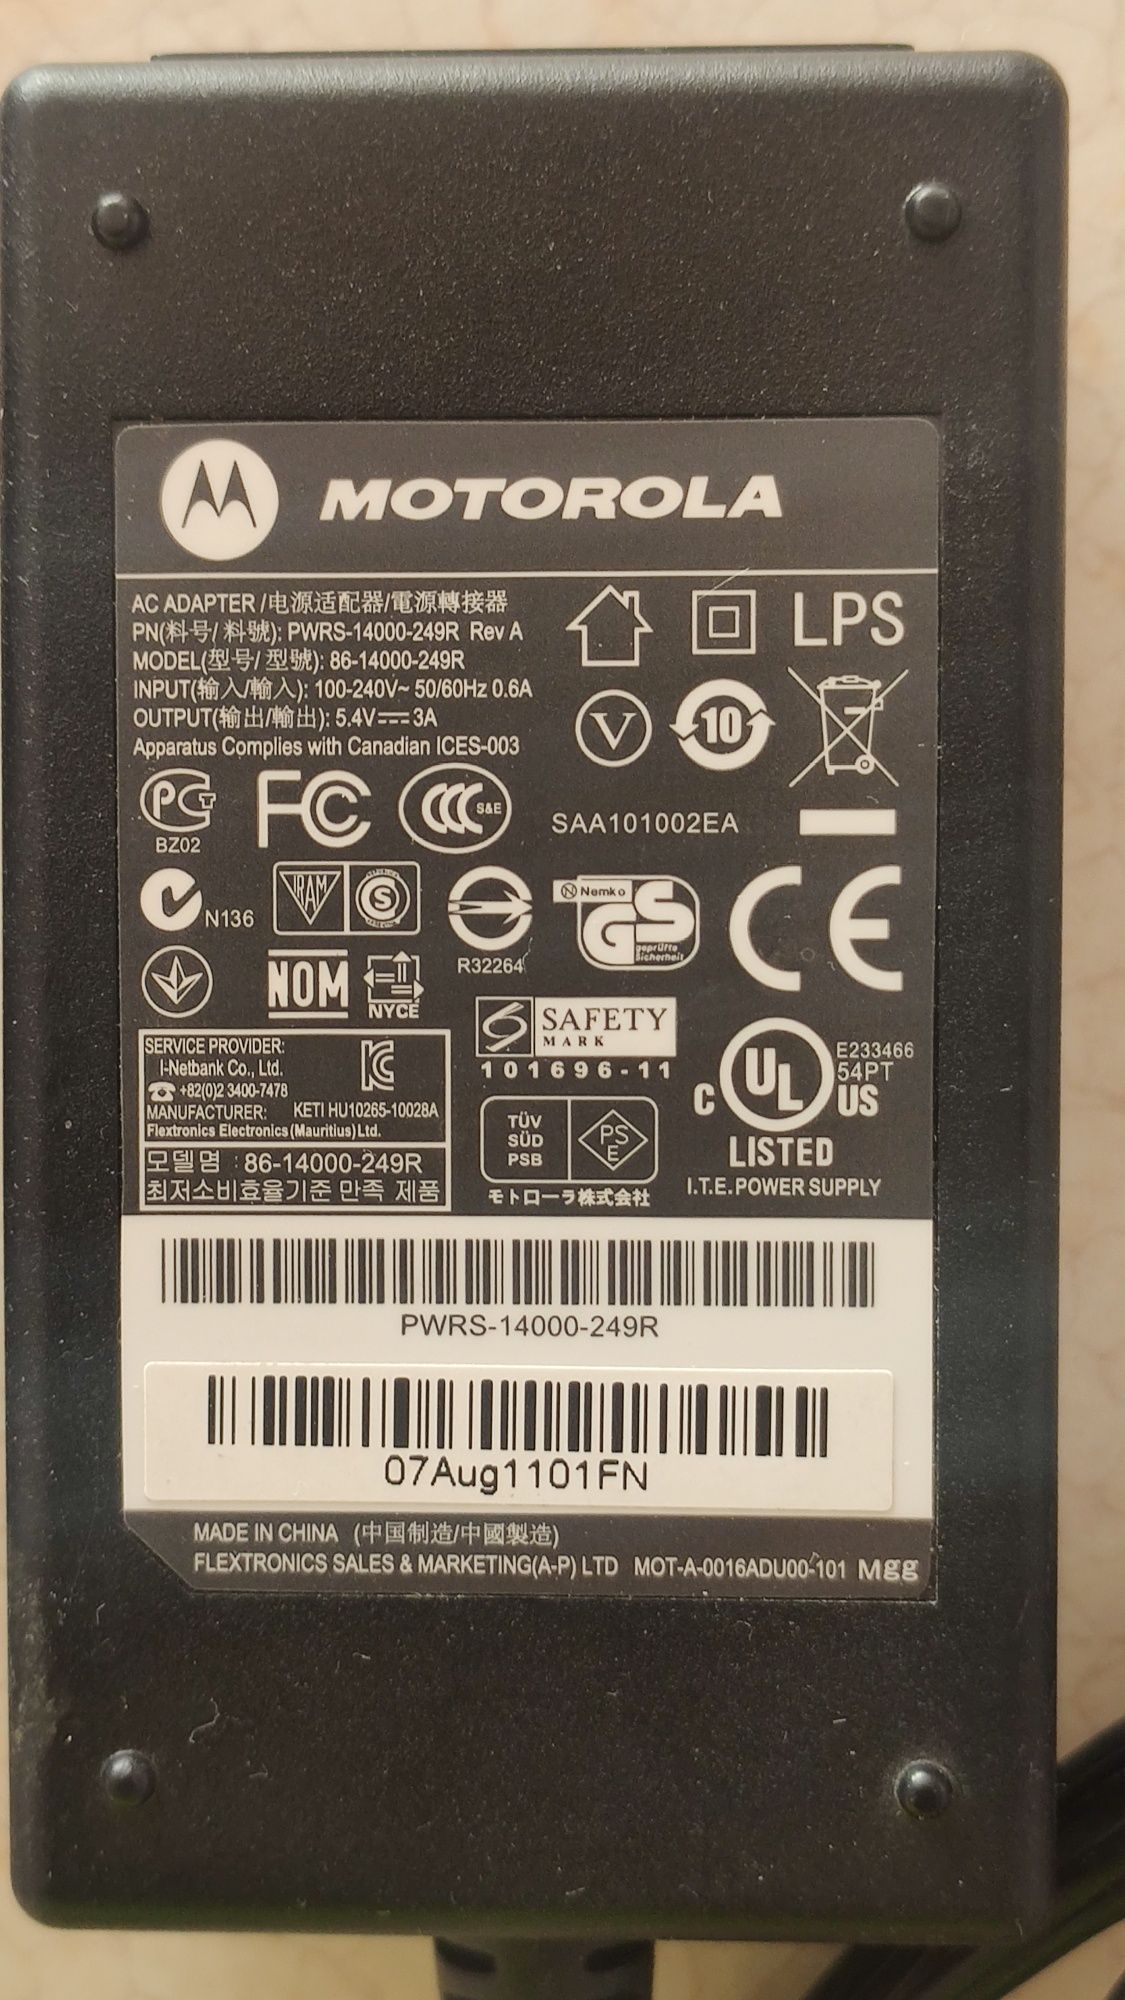 MOTOROLA
AC ADAPTER /电源适配器/電源轉接器
PN(料号/ 料號): PWRS-14000-249R Rev A
MODEL(型号/ 型號): 86-14000-249R
INPUT(输入/輸入): 100-240V~ 50/60Hz 0.6A
OUTPUT(输出/輸出): 5.4V⎓3A
Apparatus Complies with Canadian ICES-003
LPS
V
10
PCT
BZ02
FC
CCC S&E
SAA101002EA
N136
IRAM
S
R32264
Nemko
GS
geprüfte
Sicherheit
CE
NOM
NYCE
SAFETY
MARK
101696-11
SERVICE PROVIDER:
I-Netbank Co., Ltd.
☎ +82(0)2 3400-7478
MANUFACTURER: KETI HU10265-10028A
Flextronics Electronics (Mauritius) Ltd.
모델명 : 86-14000-249R
최저소비효율기준 만족 제품
TÜV
SÜD
PSB
PS
E
モトローラ株式会社
C UL US
E233466
54PT
LISTED
I.T.E. POWER SUPPLY
PWRS-14000-249R
07Aug1101FN
MADE IN CHINA (中国制造/中國製造)
FLEXTRONICS SALES & MARKETING(A-P) LTD MOT-A-0016ADU00-101 Mgg